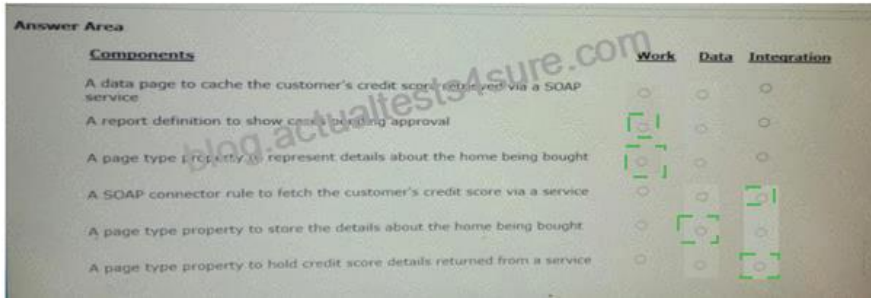 Answer Area
Components Work Data Integration
A data page to cache the customer's credit score retrieved via a SOAP
service
A report definition to show cases pending approval
A page type property to represent details about the home being bought
A SOAP connector rule to fetch the customer's credit score via a service
A page type property to store the details about the home being bought
A page type property to hold credit score details returned from a service
blog.actualtests4sure.com